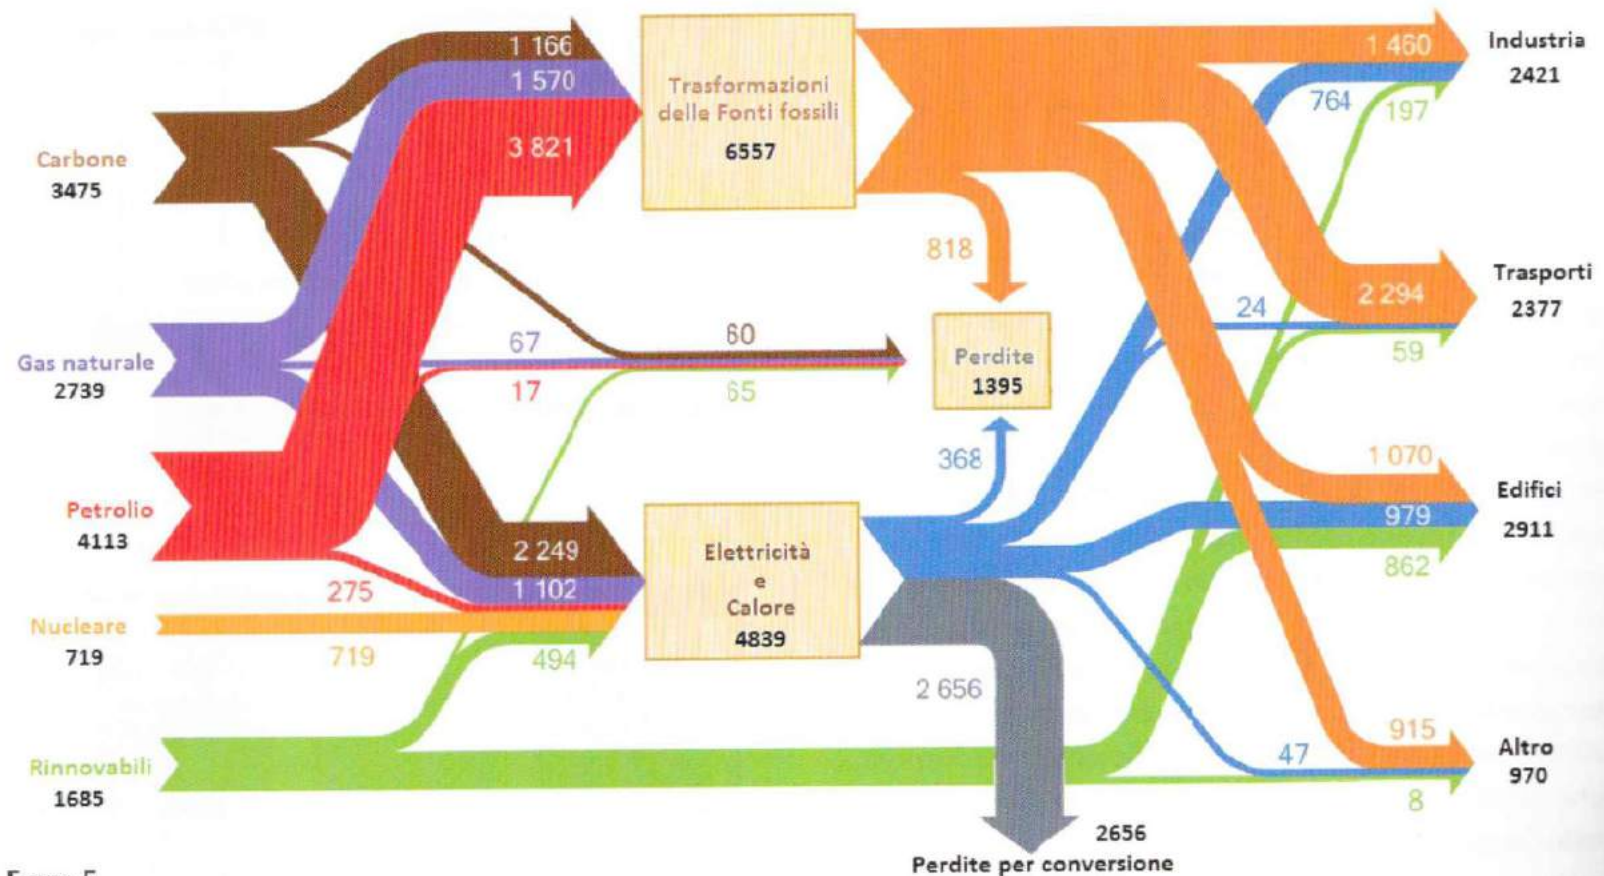 1 166
1 570
3 821
Carbone
3475
Gas naturale
2739
Petrolio
4113
Nucleare
719
Rinnovabili
1685
67
17
60
65
275
719
494
2 249
1 102
Trasformazioni
delle Fonti fossili
6557
Perdite
1395
818
368
Elettricità
e
Calore
4839
2 656
2656
Perdite per conversione
1 460
764
197
Industria
2421
24
2 294
59
Trasporti
2377
1 070
979
862
Edifici
2911
915
47
8
Altro
970